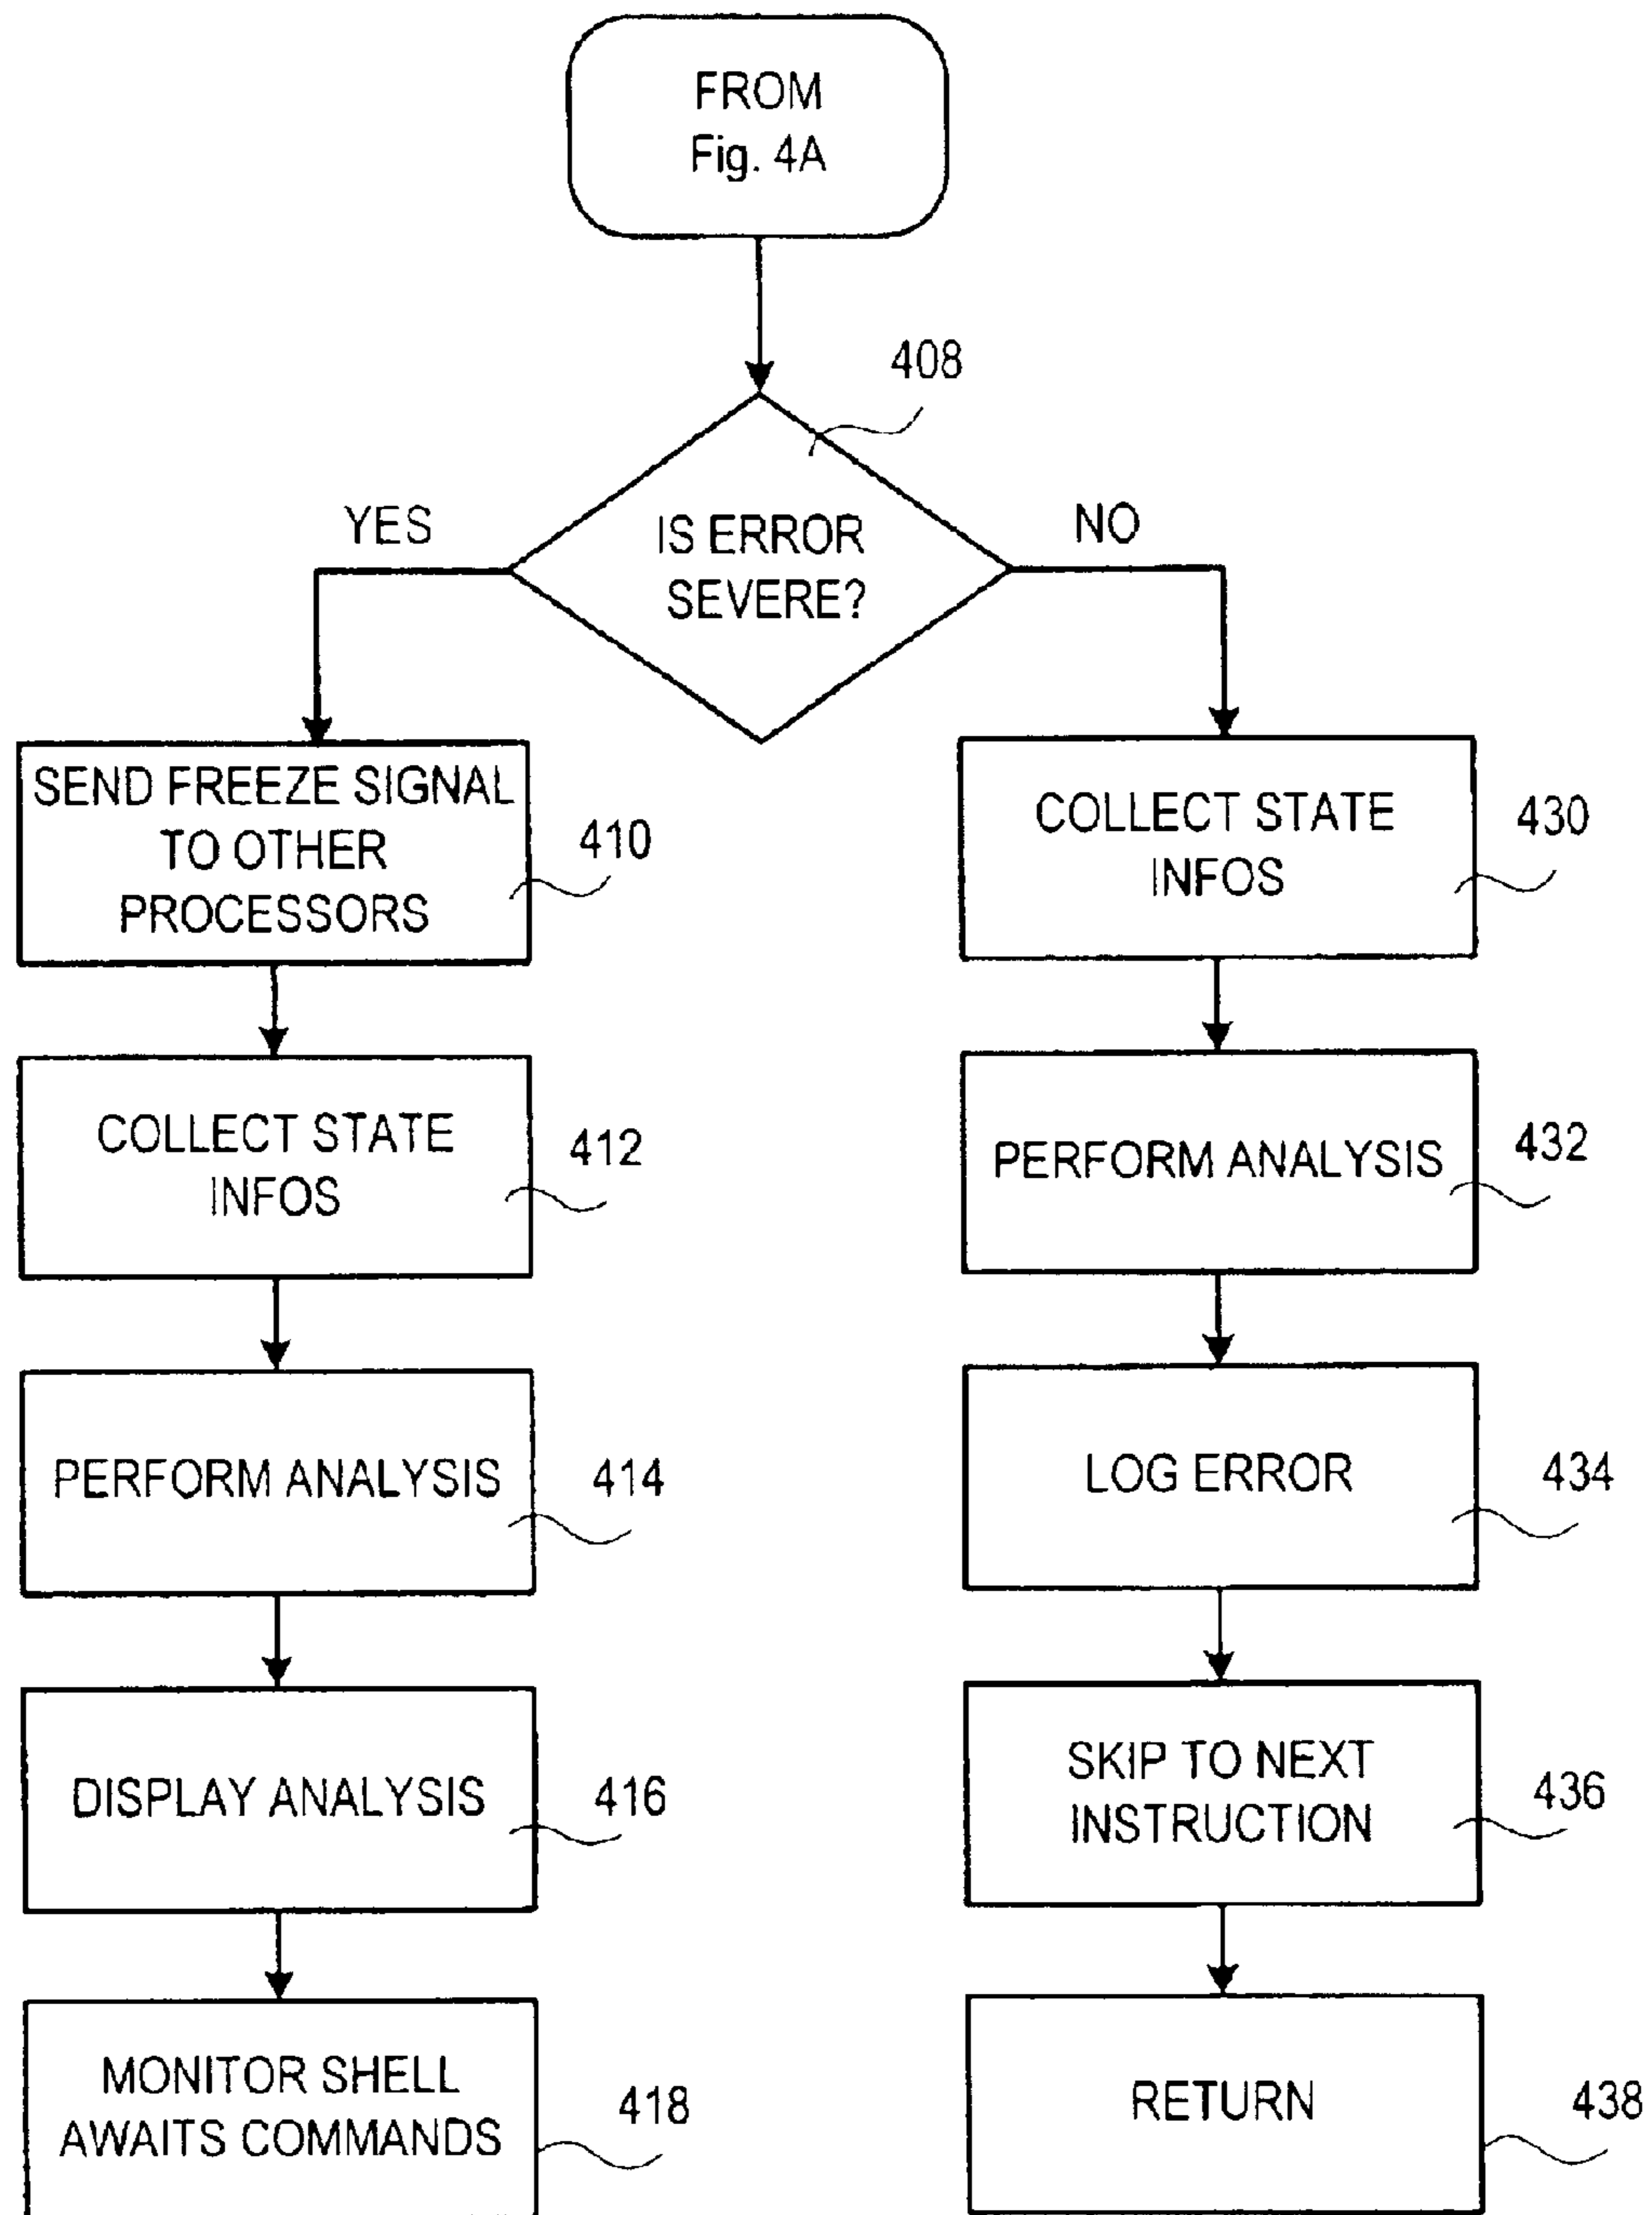 FROM
Fig. 4A
408
YES
IS ERROR
SEVERE?
NO
SEND FREEZE SIGNAL
TO OTHER
PROCESSORS
410
COLLECT STATE
INFOS
430
COLLECT STATE
INFOS
412
PERFORM ANALYSIS
432
PERFORM ANALYSIS
414
LOG ERROR
434
DISPLAY ANALYSIS
416
SKIP TO NEXT
INSTRUCTION
436
MONITOR SHELL
AWAITS COMMANDS
418
RETURN
438